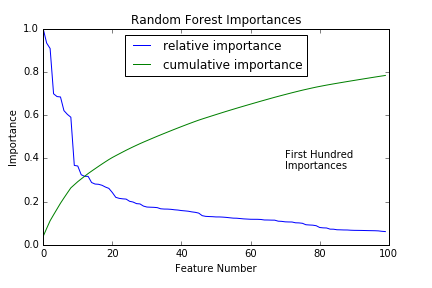 Random Forest Importances
relative importance
cumulative importance
First Hundred
Importances
Importance
1.0
0.8
0.6
0.4
0.2
0.0
0
20
40
60
80
100
Feature Number